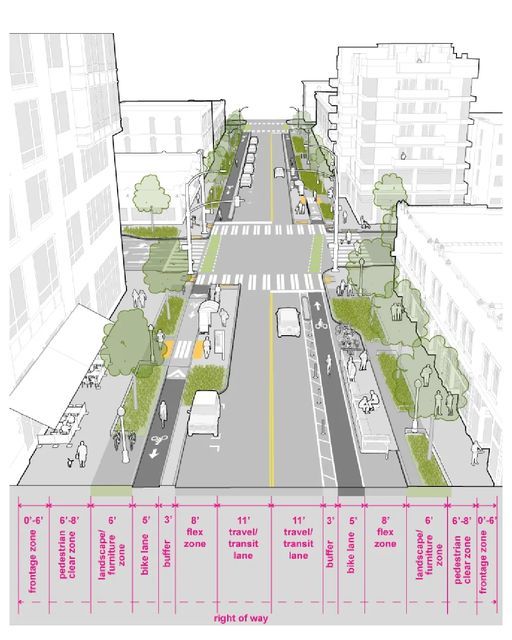 0'-6'
frontage zone
6'-8'
pedestrian
clear zone
6'
landscape/
furniture
zone
5'
bike lane
3'
buffer
8'
flex
zone
11'
travel/
transit
lane
11'
travel/
transit
lane
3'
buffer
5'
bike lane
8'
flex
zone
6'
landscape/
furniture
zone
6'-8'
pedestrian
clear zone
0'-6'
frontage zone
right of way